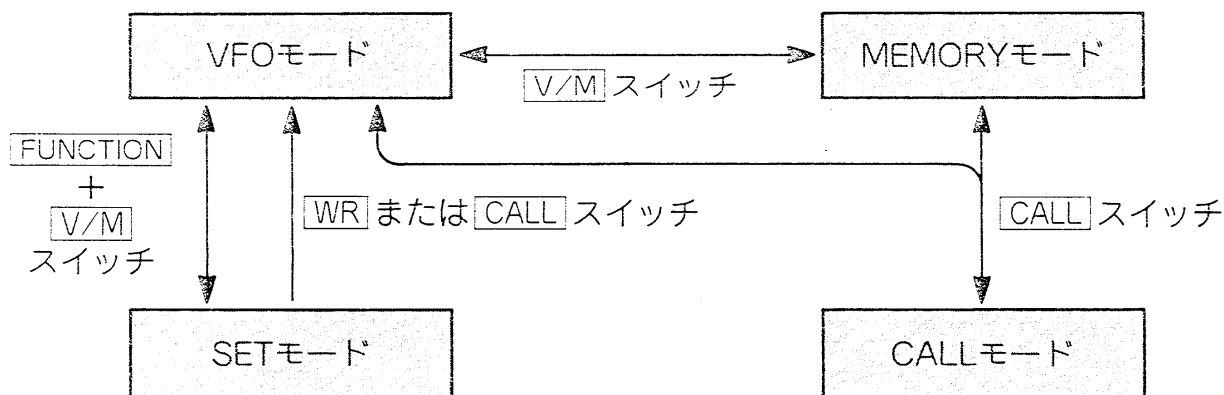 VFOモード
MEMORYモード
V/M スイッチ
FUNCTION
+
V/M
スイッチ
WR または CALL スイッチ
CALL スイッチ
SETモード
CALLモード